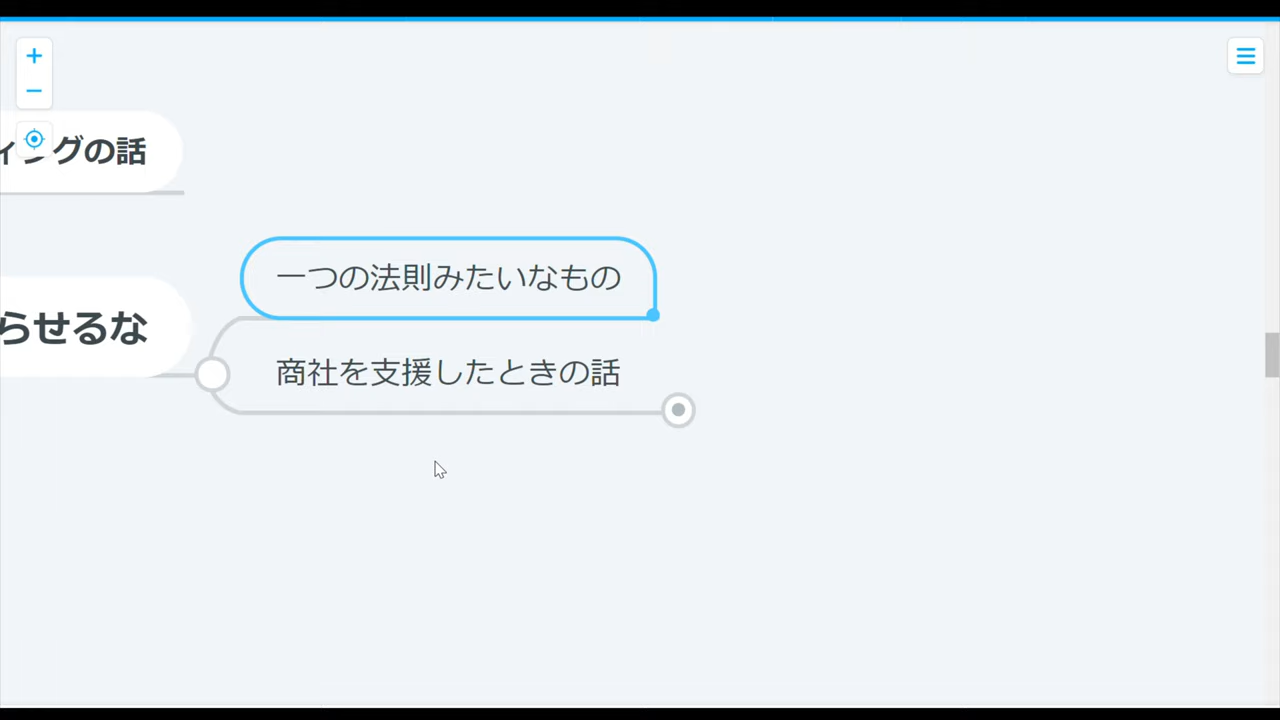 ングの話
一つの法則みたいなもの
らせるな
商社を支援したときの話